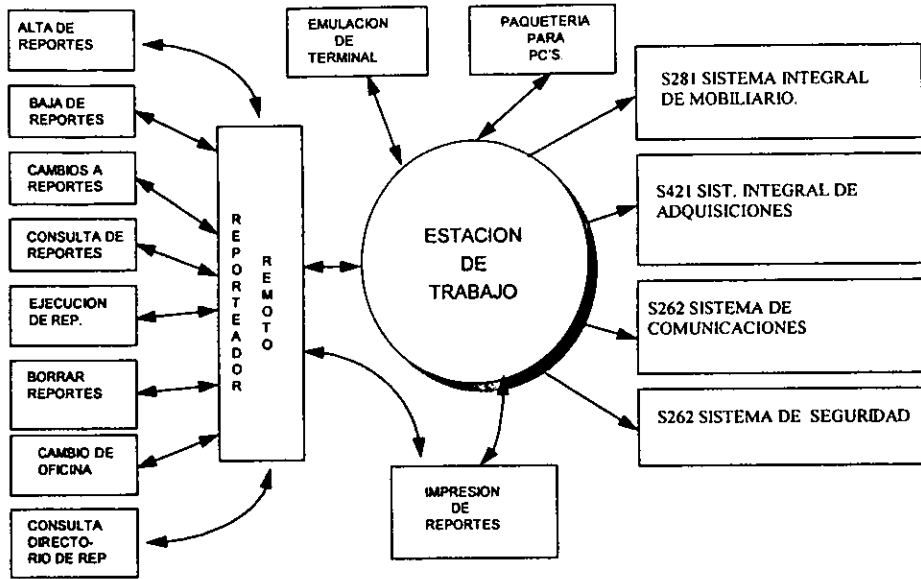 ALTA DE
REPORTES
BAJA DE
REPORTES
CAMBIOS A
REPORTES
CONSULTA DE
REPORTES
EJECUCION
DE REP.
BORRAR
REPORTES
CAMBIO DE
OFICINA
CONSULTA
DIRECTO-
RIO DE REP
REPORTEADOR
REMOTO
EMULACION
DE
TERMINAL
PAQUETERIA
PARA
PC'S.
ESTACION
DE
TRABAJO
IMPRESION
DE
REPORTES
S281 SISTEMA INTEGRAL
DE MOBILIARIO.
S421 SIST. INTEGRAL DE
ADQUISICIONES
S262 SISTEMA DE
COMUNICACIONES
S262 SISTEMA DE SEGURIDAD